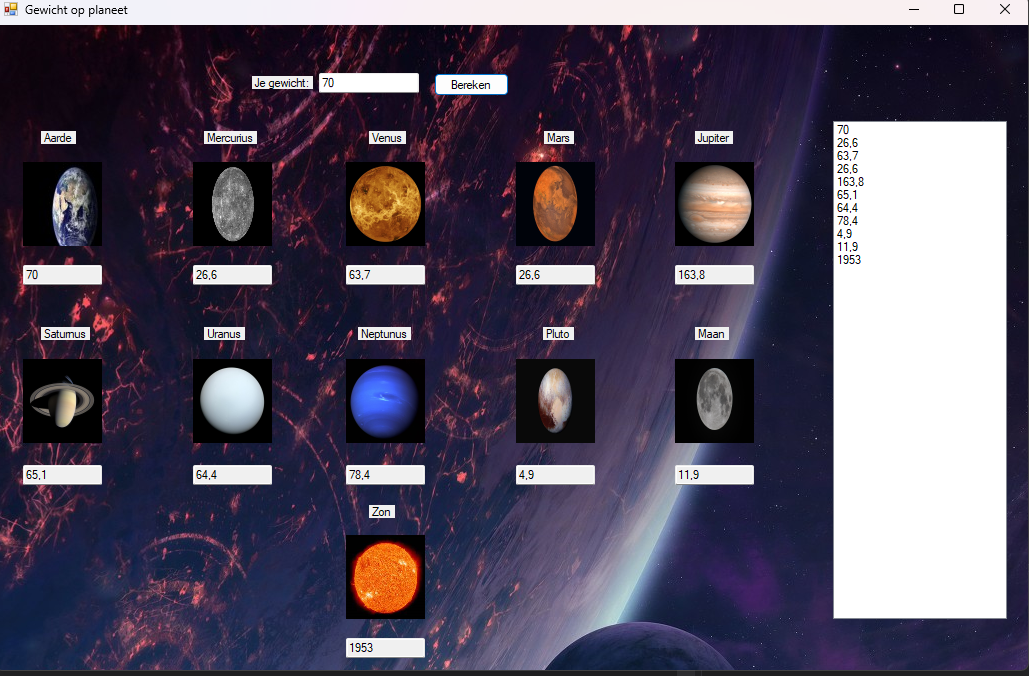 Gewicht op planeet
Je gewicht: 70 Bereken
Aarde Mercurius Venus Mars Jupiter
70 26,6 63,7 26,6 163,8
Saturnus Uranus Neptunus Pluto Maan
65,1 64,4 78,4 4,9 11,9
Zon
1953
70
26,6
63,7
26,6
163,8
65,1
64,4
78,4
4,9
11,9
1953